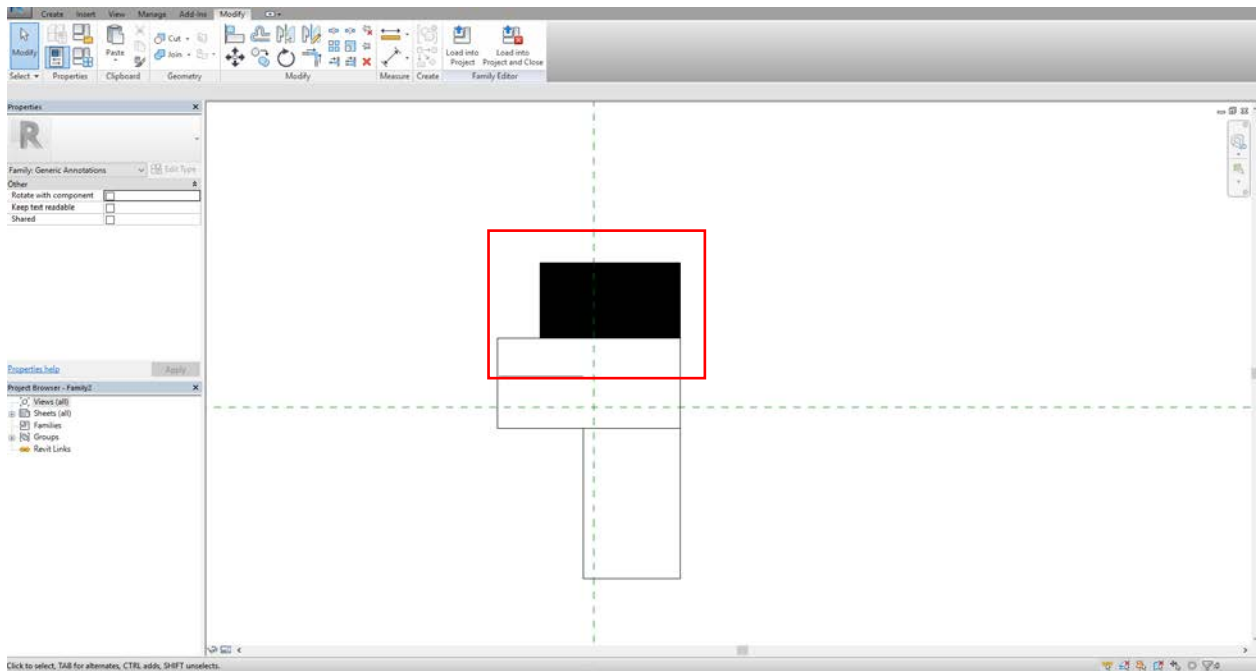 Create Insert View Manage Add-Ins Modify
Modify
Paste
Cut
Join
Load into Project
Load into Project and Close
Select Properties Clipboard Geometry Modify Measure Create Family Editor
Properties
R
Family: Generic Annotations Edit Type
Other
Rotate with component
Keep text readable
Shared
Properties help Apply
Project Browser - Family2
Views (all)
Sheets (all)
Families
Groups
Revit Links
Click to select, TAB for alternates, CTRL adds, SHIFT unselects.
:0